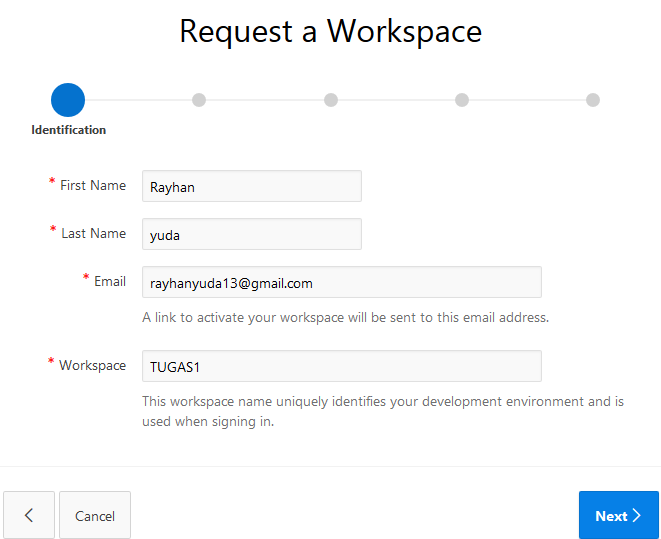 Request a Workspace
Identification
* First Name Rayhan
* Last Name yuda
* Email rayhanyuda13@gmail.com
A link to activate your workspace will be sent to this email address.
* Workspace TUGAS1
This workspace name uniquely identifies your development environment and is
used when signing in.
Cancel Next